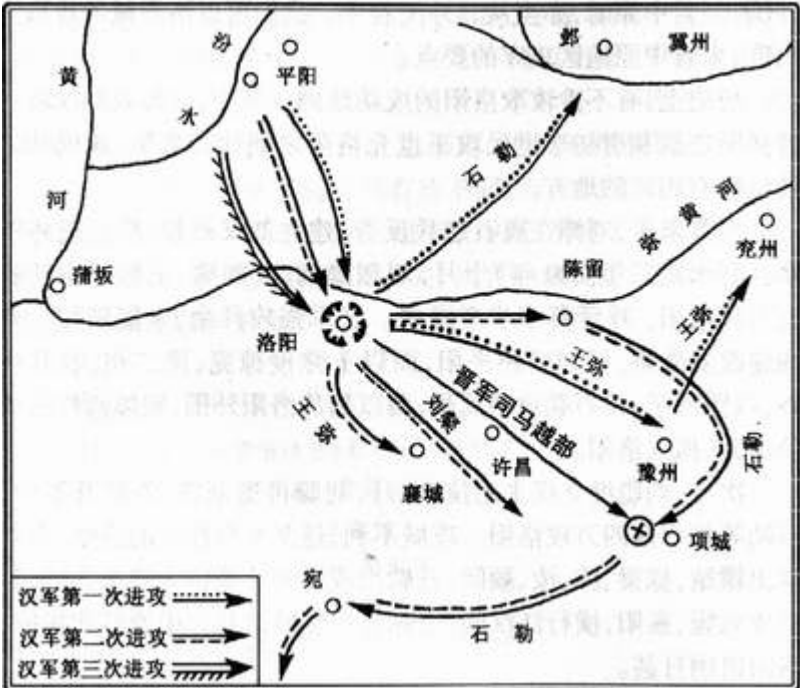 汾水
平阳
黄河
蒲坂
邺
冀州
石勒
黄河
兖州
陈留
洛阳
王弥
王弥
王弥
晋军司马越部
刘粲
许昌
襄城
豫州
石勒
项城
宛
石勒
汉军第一次进攻
汉军第二次进攻
汉军第三次进攻